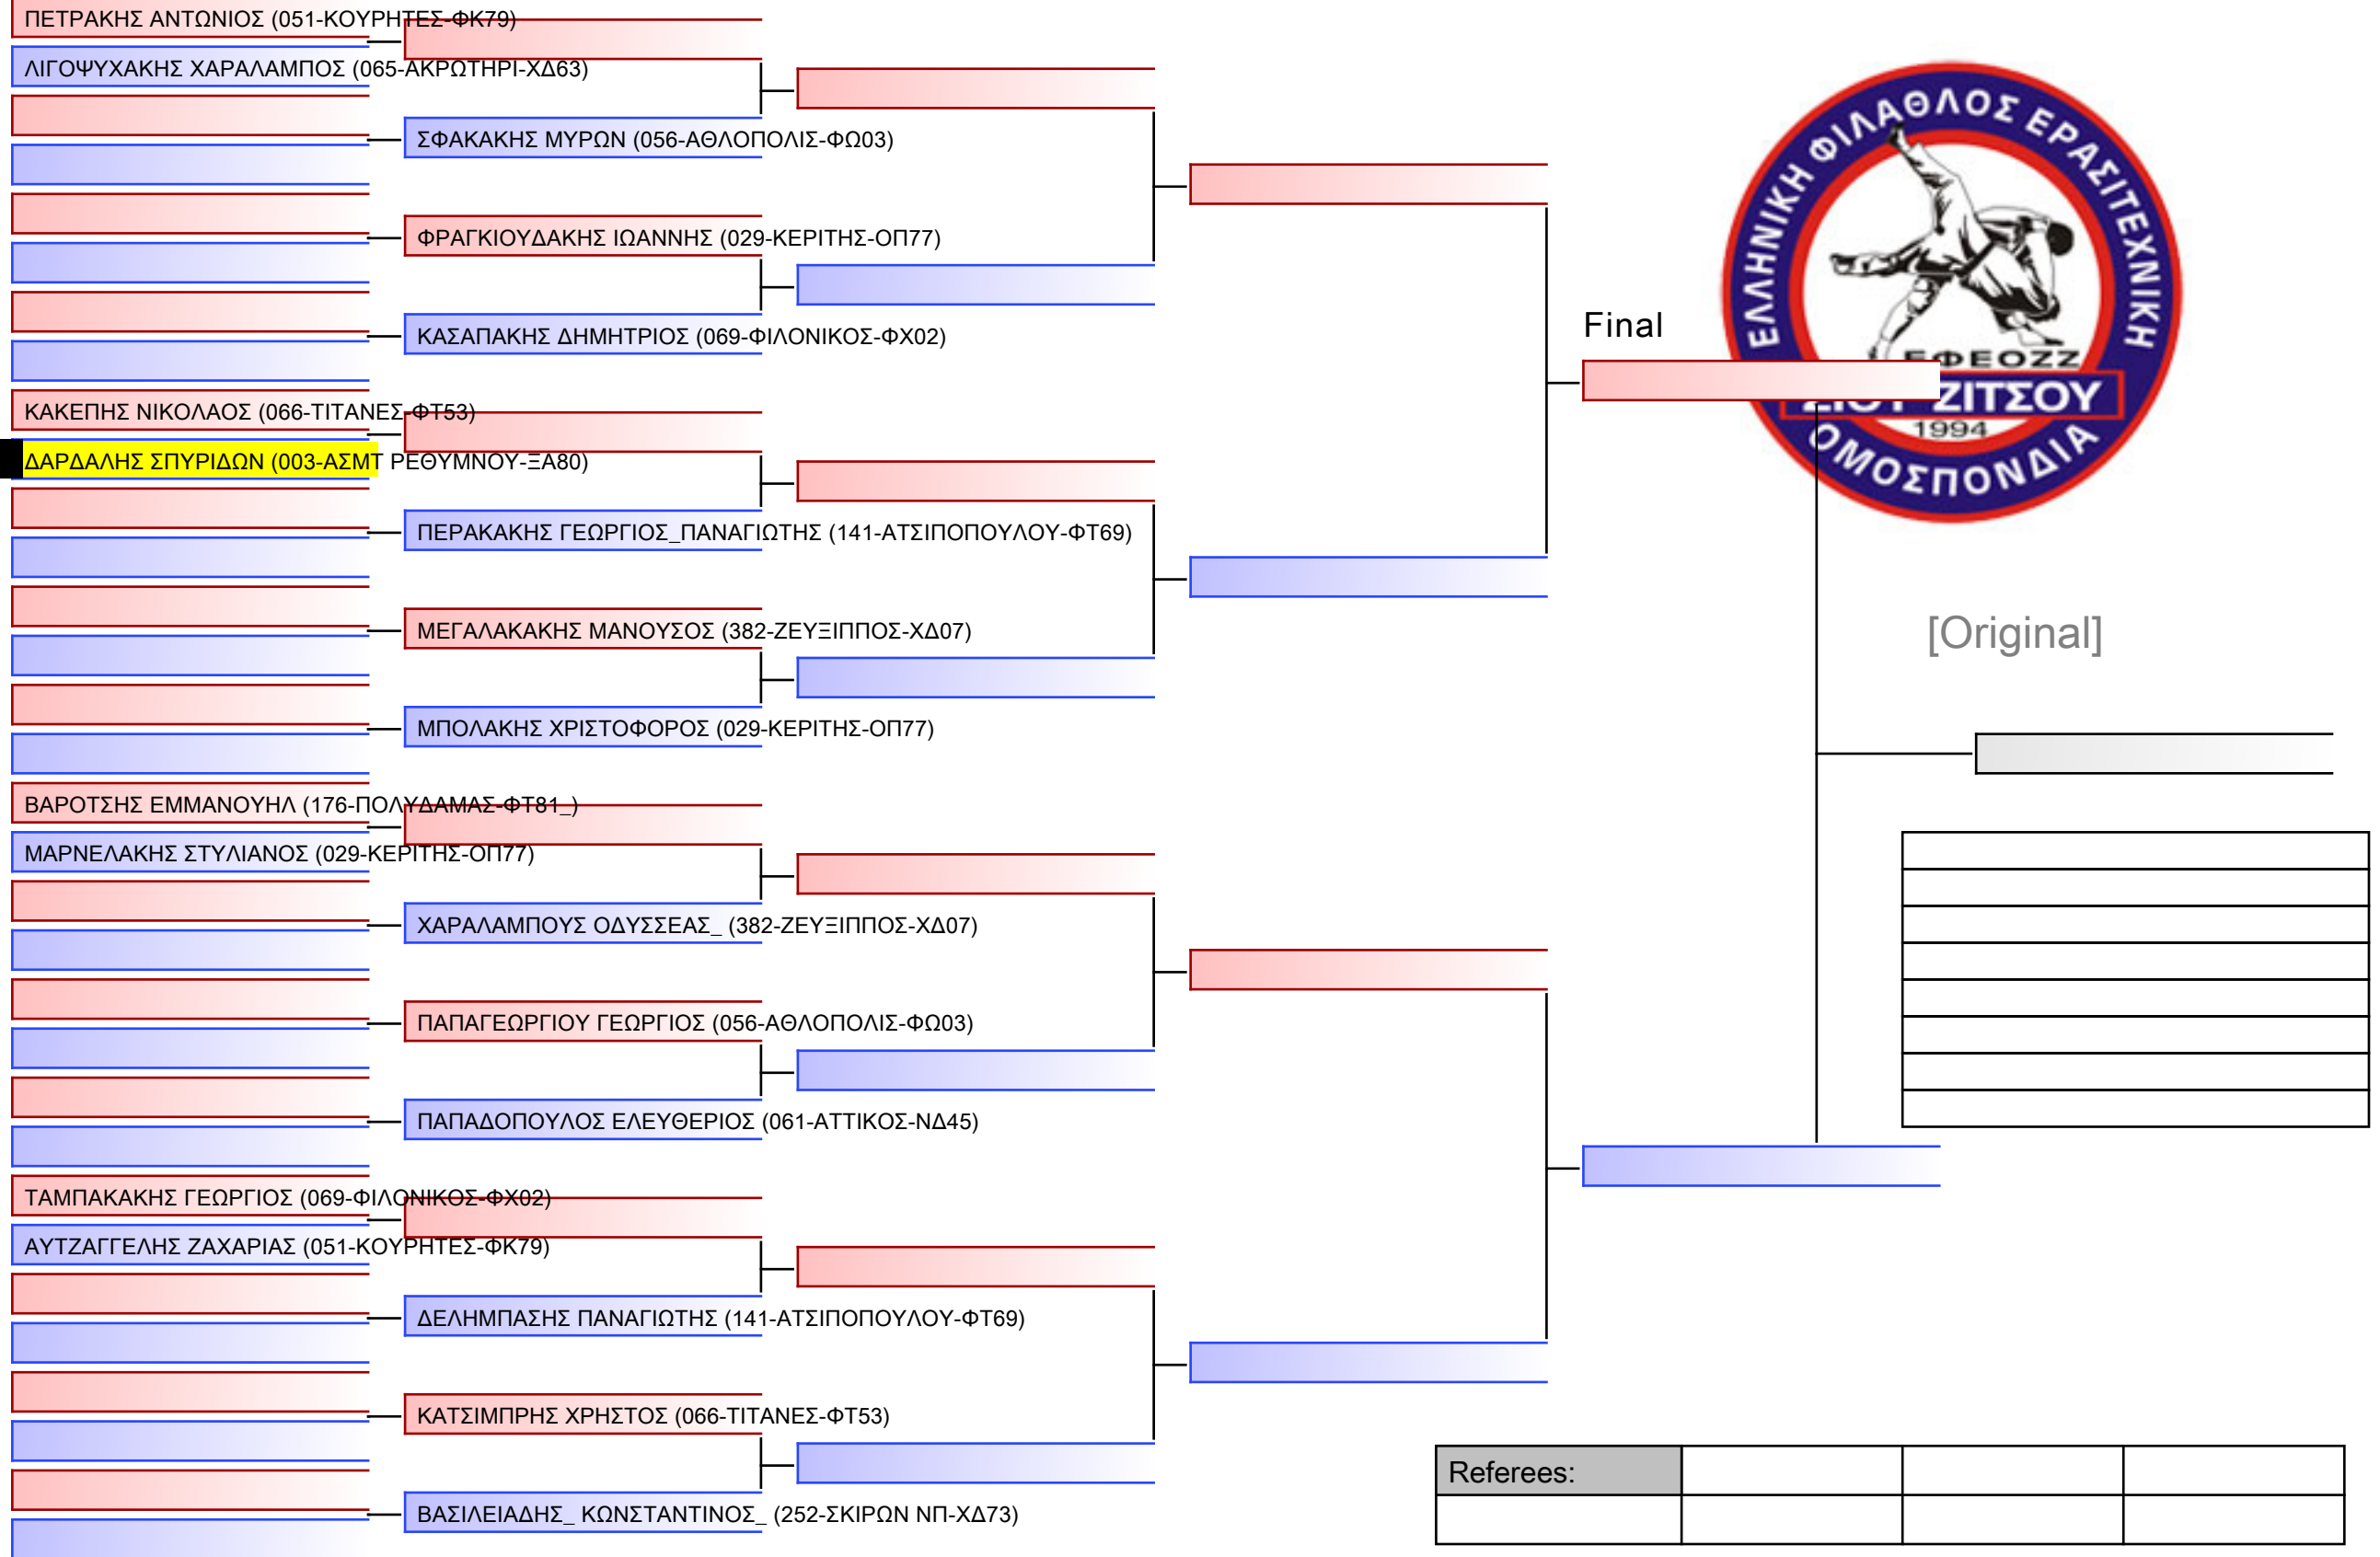 ΠΕΤΡΑΚΗΣ ΑΝΤΩΝΙΟΣ (051-ΚΟΥΡΗΤΕΣ-ΦΚ79)
ΛΙΓΟΨΥΧΑΚΗΣ ΧΑΡΑΛΑΜΠΟΣ (065-ΑΚΡΩΤΗΡΙ-ΧΔ63)
ΣΦΑΚΑΚΗΣ ΜΥΡΩΝ (056-ΑΘΛΟΠΟΛΙΣ-ΦΩ03)
ΦΡΑΓΚΙΟΥΔΑΚΗΣ ΙΩΑΝΝΗΣ (029-ΚΕΡΙΤΗΣ-ΟΠ77)
ΚΑΣΑΠΑΚΗΣ ΔΗΜΗΤΡΙΟΣ (069-ΦΙΛΟΝΙΚΟΣ-ΦΧ02)
ΚΑΚΕΠΗΣ ΝΙΚΟΛΑΟΣ (066-ΤΙΤΑΝΕΣ-ΦΤ53)
ΔΑΡΔΑΛΗΣ ΣΠΥΡΙΔΩΝ (003-ΑΣΜΤ ΡΕΘΥΜΝΟΥ-ΞΑ80)
ΠΕΡΑΚΑΚΗΣ ΓΕΩΡΓΙΟΣ_ΠΑΝΑΓΙΩΤΗΣ (141-ΑΤΣΙΠΟΠΟΥΛΟΥ-ΦΤ69)
ΜΕΓΑΛΑΚΑΚΗΣ ΜΑΝΟΥΣΟΣ (382-ΖΕΥΞΙΠΠΟΣ-ΧΔ07)
ΜΠΟΛΑΚΗΣ ΧΡΙΣΤΟΦΟΡΟΣ (029-ΚΕΡΙΤΗΣ-ΟΠ77)
ΒΑΡΟΤΣΗΣ ΕΜΜΑΝΟΥΗΛ (176-ΠΟΛΥΔΑΜΑΣ-ΦΤ81_)
ΜΑΡΝΕΛΑΚΗΣ ΣΤΥΛΙΑΝΟΣ (029-ΚΕΡΙΤΗΣ-ΟΠ77)
ΧΑΡΑΛΑΜΠΟΥΣ ΟΔΥΣΣΕΑΣ_ (382-ΖΕΥΞΙΠΠΟΣ-ΧΔ07)
ΠΑΠΑΓΕΩΡΓΙΟΥ ΓΕΩΡΓΙΟΣ (056-ΑΘΛΟΠΟΛΙΣ-ΦΩ03)
ΠΑΠΑΔΟΠΟΥΛΟΣ ΕΛΕΥΘΕΡΙΟΣ (061-ΑΤΤΙΚΟΣ-ΝΔ45)
ΤΑΜΠΑΚΑΚΗΣ ΓΕΩΡΓΙΟΣ (069-ΦΙΛΟΝΙΚΟΣ-ΦΧ02)
ΑΥΤΖΑΓΓΕΛΗΣ ΖΑΧΑΡΙΑΣ (051-ΚΟΥΡΗΤΕΣ-ΦΚ79)
ΔΕΛΗΜΠΑΣΗΣ ΠΑΝΑΓΙΩΤΗΣ (141-ΑΤΣΙΠΟΠΟΥΛΟΥ-ΦΤ69)
ΚΑΤΣΙΜΠΡΗΣ ΧΡΗΣΤΟΣ (066-ΤΙΤΑΝΕΣ-ΦΤ53)
ΒΑΣΙΛΕΙΑΔΗΣ_ ΚΩΝΣΤΑΝΤΙΝΟΣ_ (252-ΣΚΙΡΩΝ ΝΠ-ΧΔ73)
Final
ΕΛΛΗΝΙΚΗ ΦΙΛΑΘΛΟΣ ΕΡΑΣΙΤΕΧΝΙΚΗ
ΕΦΕΟΖΖ
ΖΙΤΣΟΥ
1994
ΟΜΟΣΠΟΝΔΙΑ
[Original]
Referees: